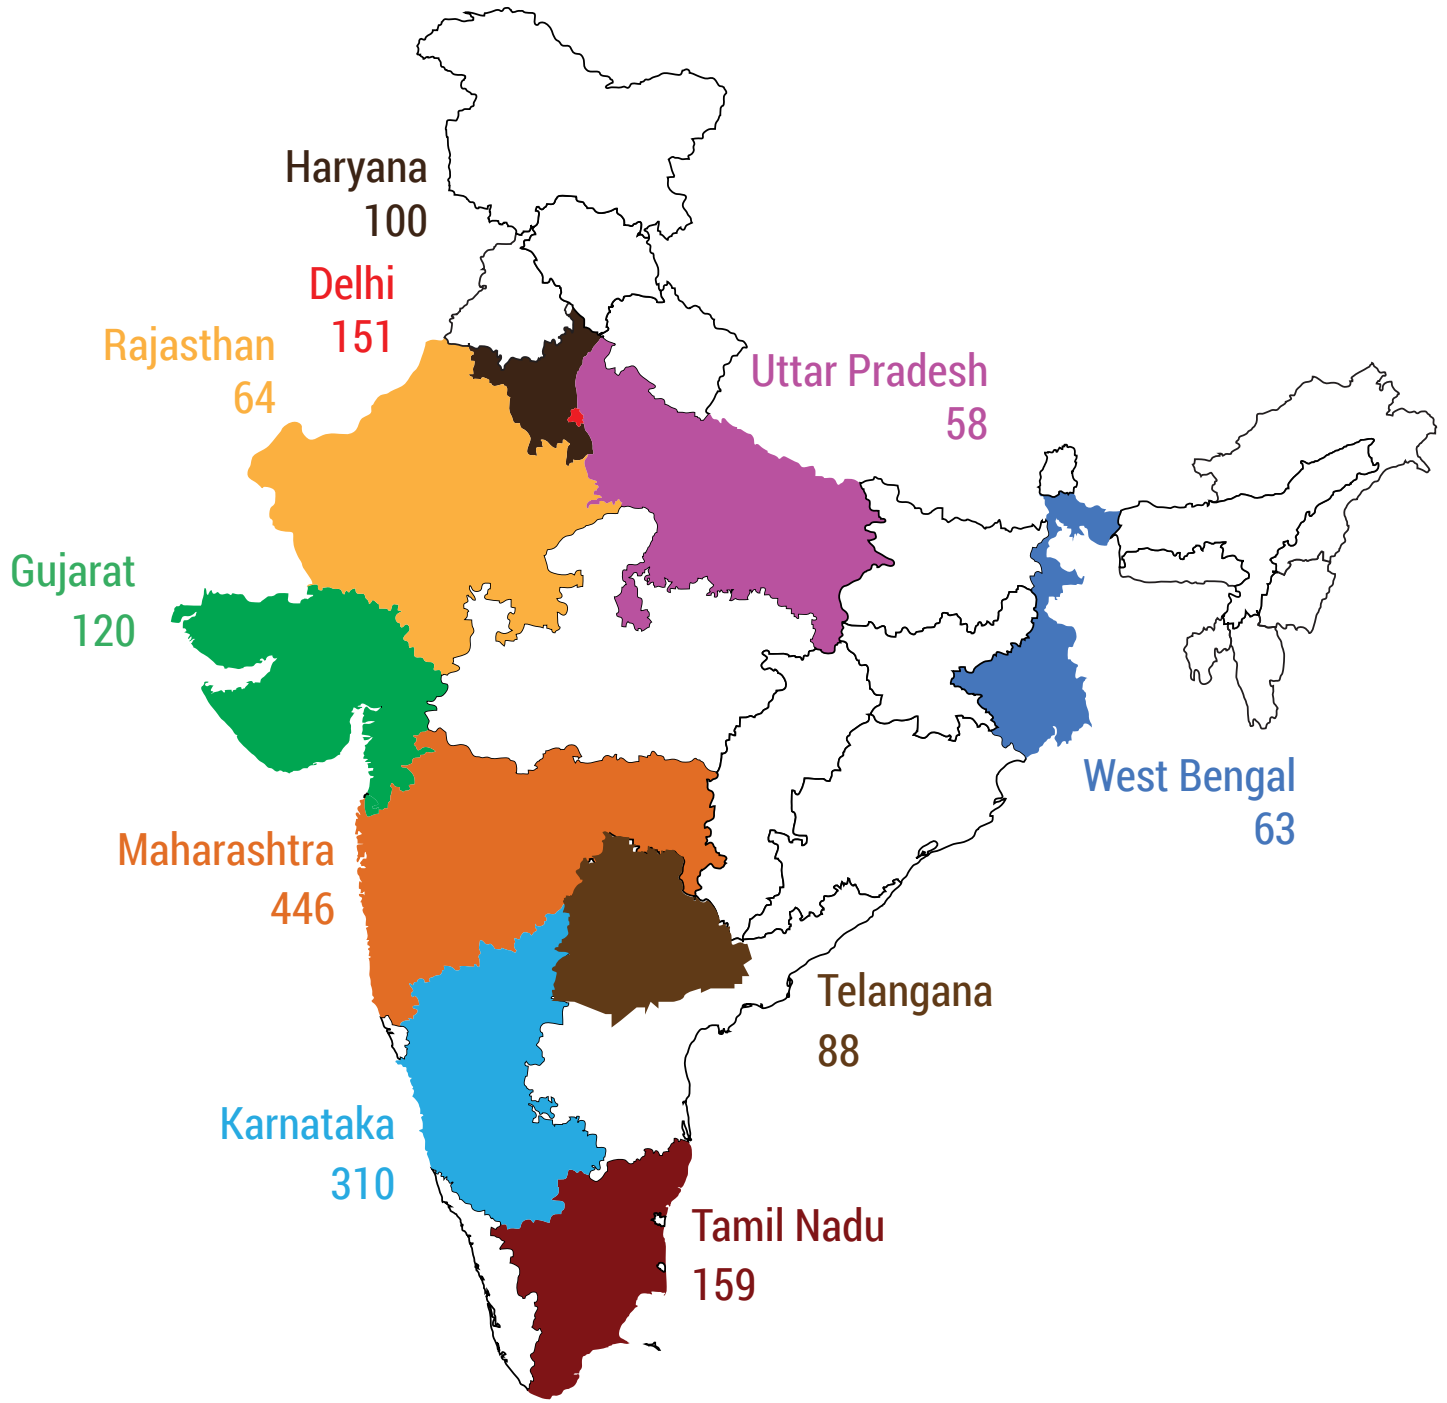 Haryana
100
Delhi
151
Rajasthan
64
Uttar Pradesh
58
Gujarat
120
West Bengal
63
Maharashtra
446
Telangana
88
Karnataka
310
Tamil Nadu
159